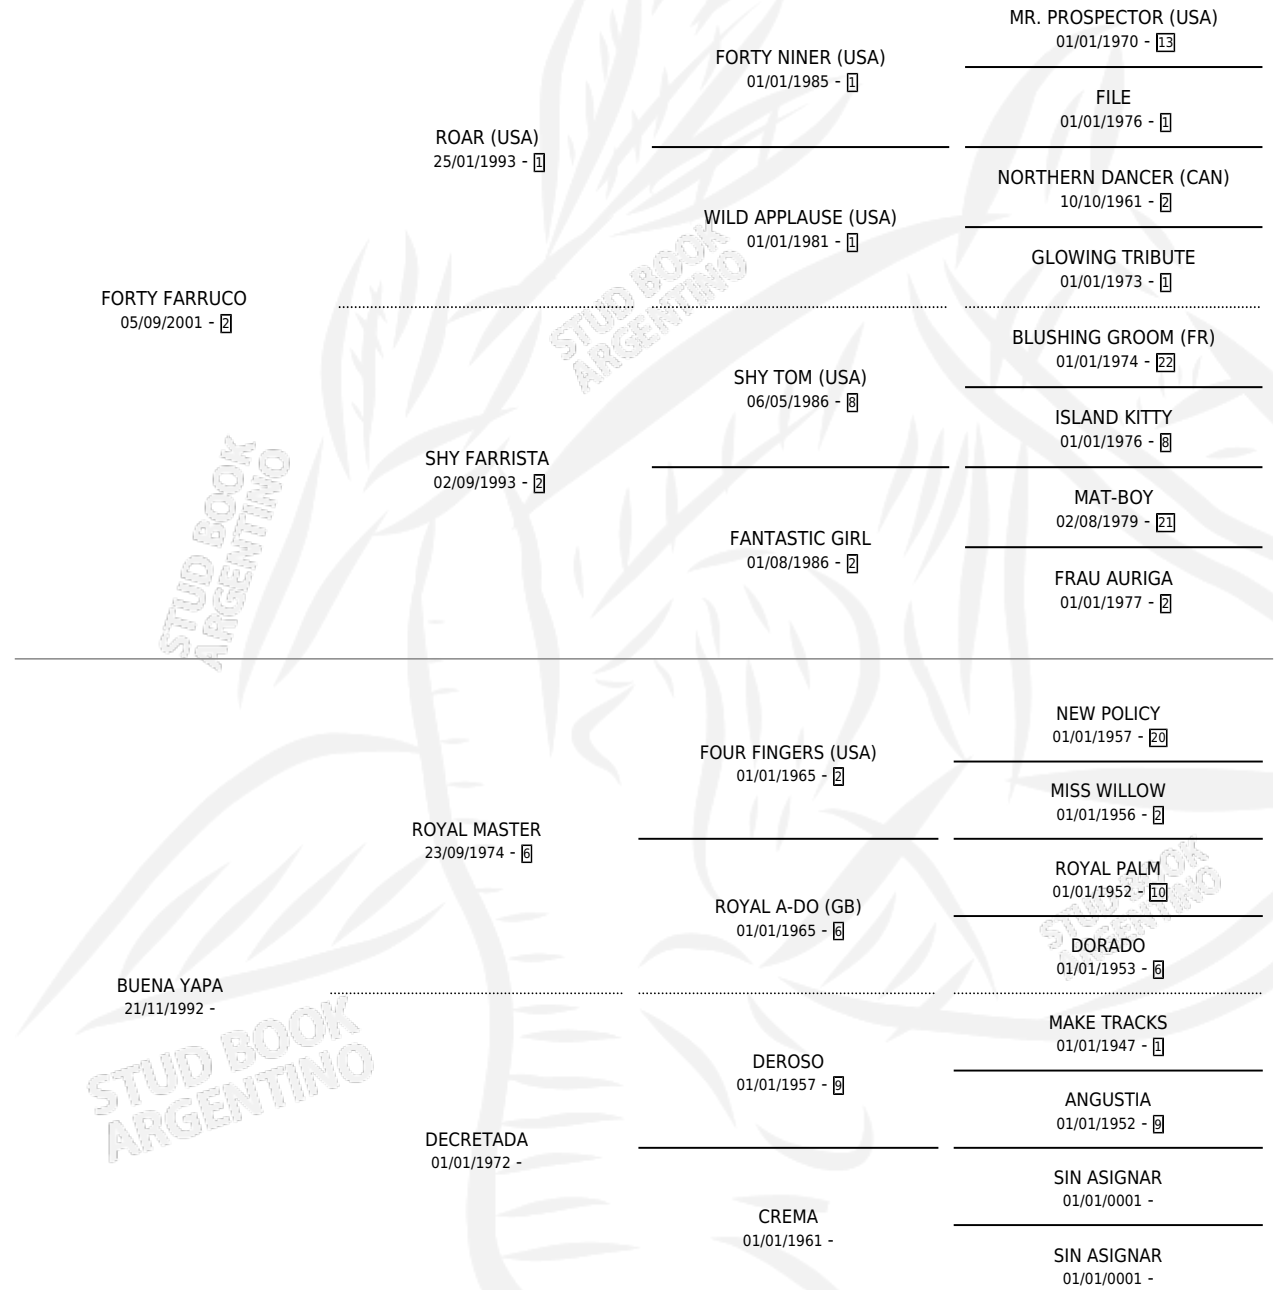 MR. PROSPECTOR (USA)
01/01/1970 - 13
FORTY NINER (USA)
01/01/1985 - 1
FILE
01/01/1976 - 1
ROAR (USA)
25/01/1993 - 1
NORTHERN DANCER (CAN)
10/10/1961 - 2
WILD APPLAUSE (USA)
01/01/1981 - 1
GLOWING TRIBUTE
01/01/1973 - 1
FORTY FARRUCO
05/09/2001 - 2
BLUSHING GROOM (FR)
01/01/1974 - 22
SHY TOM (USA)
06/05/1986 - 8
ISLAND KITTY
01/01/1976 - 8
SHY FARRISTA
02/09/1993 - 2
MAT-BOY
02/08/1979 - 21
FANTASTIC GIRL
01/08/1986 - 2
FRAU AURIGA
01/01/1977 - 2
NEW POLICY
01/01/1957 - 20
FOUR FINGERS (USA)
01/01/1965 - 2
MISS WILLOW
01/01/1956 - 2
ROYAL MASTER
23/09/1974 - 6
ROYAL PALM
01/01/1952 - 10
ROYAL A-DO (GB)
01/01/1965 - 6
DORADO
01/01/1953 - 6
BUENA YAPA
21/11/1992 -
MAKE TRACKS
01/01/1947 - 1
DEROSO
01/01/1957 - 9
ANGUSTIA
01/01/1952 - 9
DECRETADA
01/01/1972 -
SIN ASIGNAR
01/01/0001 -
CREMA
01/01/1961 -
SIN ASIGNAR
01/01/0001 -
STUD BOOK
ARGENTINO
STUD BOOK
ARGENTINO
STUD BOOK
ARGENTINO
STUD BOOK
ARGENTINO